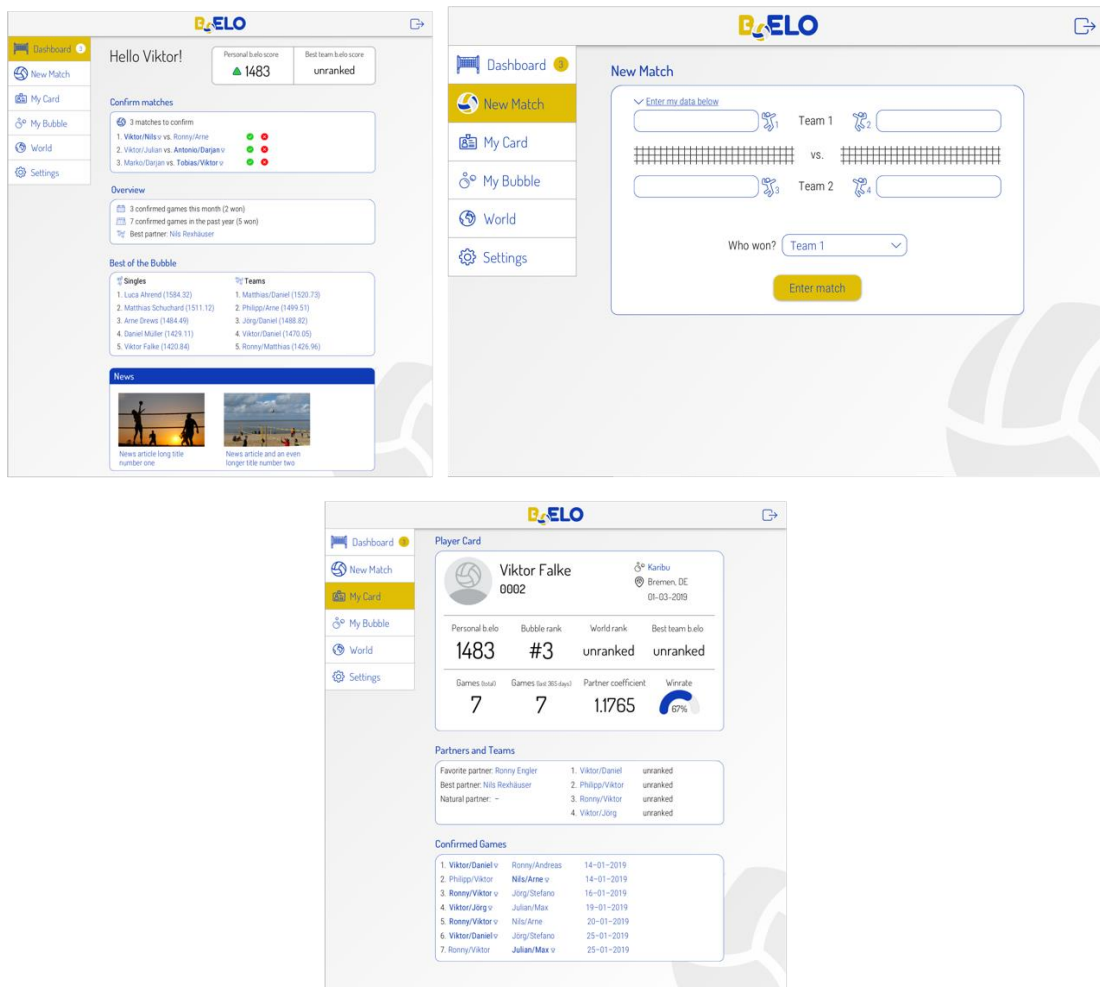 B.ELO
Dashboard 3
New Match
My Card
My Bubble
World
Settings
Hello Viktor!
Personal b.elo score
1483
Best team b.elo score
unranked
Confirm matches
3 matches to confirm
1. Viktor/Nils vs. Ronny/Arne
2. Viktor/Julian vs. Antonio/Darjan
3. Marko/Darjan vs. Tobias/Viktor
Overview
3 confirmed games this month (2 won)
7 confirmed games in the past year (5 won)
Best partner: Nils Rexhäuser
Best of the Bubble
Singles
1. Luca Ahrend (1584.32)
2. Matthias Schuchard (1511.12)
3. Arne Drews (1484.49)
4. Daniel Müller (1429.11)
5. Viktor Falke (1420.84)
Teams
1. Matthias/Daniel (1520.73)
2. Philipp/Arne (1499.51)
3. Jörg/Daniel (1488.82)
4. Viktor/Daniel (1470.05)
5. Ronny/Matthias (1426.96)
News
News article long title
number one
News article and an even
longer title number two
B.ELO
Dashboard 3
New Match
My Card
My Bubble
World
Settings
New Match
Enter my data below
1 Team 1 2
vs.
3 Team 2 4
Who won? Team 1
Enter match
B.ELO
Dashboard 3
New Match
My Card
My Bubble
World
Settings
Player Card
Viktor Falke
0002
Karibu
Bremen, DE
01-03-2019
Personal b.elo Bubble rank World rank Best team b.elo
1483 #3 unranked unranked
Games (total) Games (last 365 days) Partner coefficient Winrate
7 7 1.1765 67%
Partners and Teams
Favorite partner: Ronny Engler
Best partner: Nils Rexhäuser
Natural partner: –
1. Viktor/Daniel unranked
2. Philipp/Viktor unranked
3. Ronny/Viktor unranked
4. Viktor/Jörg unranked
Confirmed Games
1. Viktor/Daniel Ronny/Andreas 14-01-2019
2. Philipp/Viktor Nils/Arne 14-01-2019
3. Ronny/Viktor Jörg/Stefano 16-01-2019
4. Viktor/Jörg Julian/Max 19-01-2019
5. Ronny/Viktor Nils/Arne 20-01-2019
6. Viktor/Daniel Jörg/Stefano 25-01-2019
7. Ronny/Viktor Julian/Max 25-01-2019